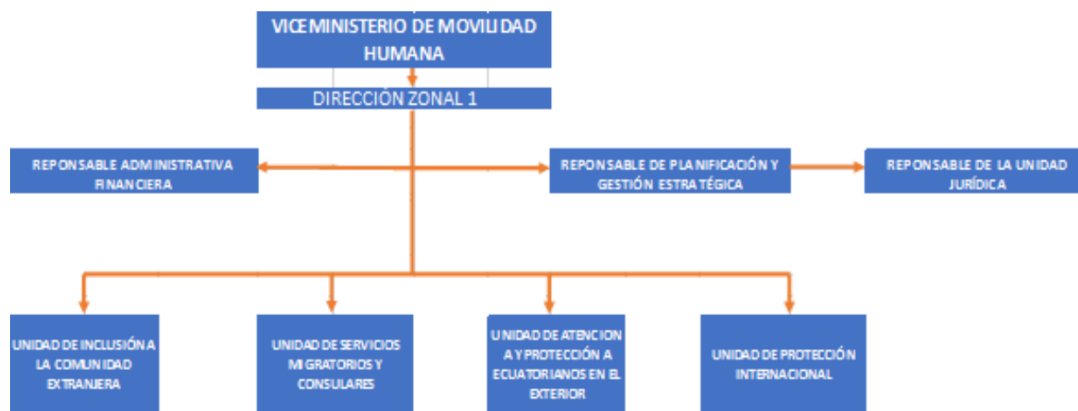 VICEMINISTERIO DE MOVILIDAD
HUMANA
DIRECCIÓN ZONAL 1
REPONSABLE ADMINISTRATIVA
FINANCIERA
REPONSABLE DE PLANIFICACIÓN Y
GESTIÓN ESTRATÉGICA
REPONSABLE DE LA UNIDAD
JURÍDICA
UNIDAD DE INCLUSIÓN A
LA COMUNIDAD
EXTRANJERA
UNIDAD DE SERVICIOS
MIGRATORIOS Y
CONSULARES
UNIDAD DE ATENCION
A Y PROTECCIÓN A
ECUATORIANOS EN EL
EXTERIOR
UNIDAD DE PROTECCIÓN
INTERNACIONAL